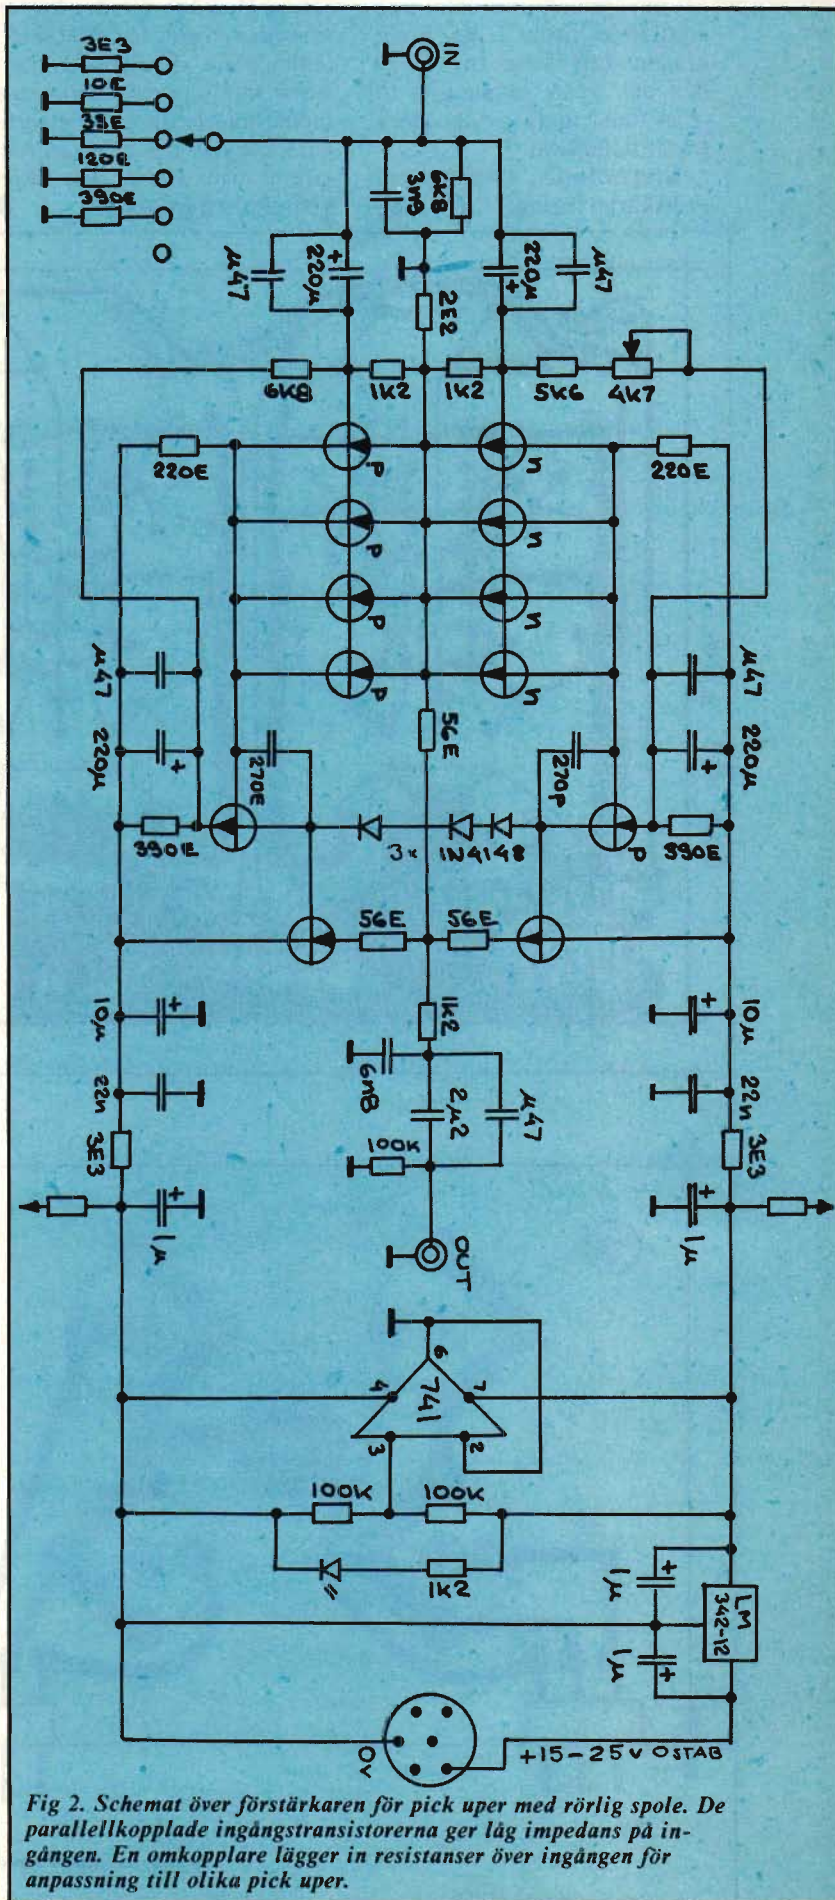 3E3
10E
33E
120E
390E
IN
6k8
3n9
µ47
220µ
220µ
µ47
2E2
6k8
1k2
1k2
5k6
4k7
220E
p
n
220E
p
n
p
n
p
n
µ47
µ47
56E
220µ
220µ
270E
270p
390E
3x 1N4148
p
390E
56E
56E
10µ
1k2
10µ
6n8
22n
2µ2
µ47
22n
3E3
100K
3E3
1µ
1µ
OUT
6
4
7
741
3
2
100K
100K
1k2
1µ
LM
342-12
1µ
0V
+15-25V OSTAB
Fig 2. Schemat över förstärkaren för pick uper med rörlig spole. De
parallellkopplade ingångstransistorerna ger låg impedans på in-
gången. En omkopplare lägger in resistanser över ingången för
anpassning till olika pick uper.